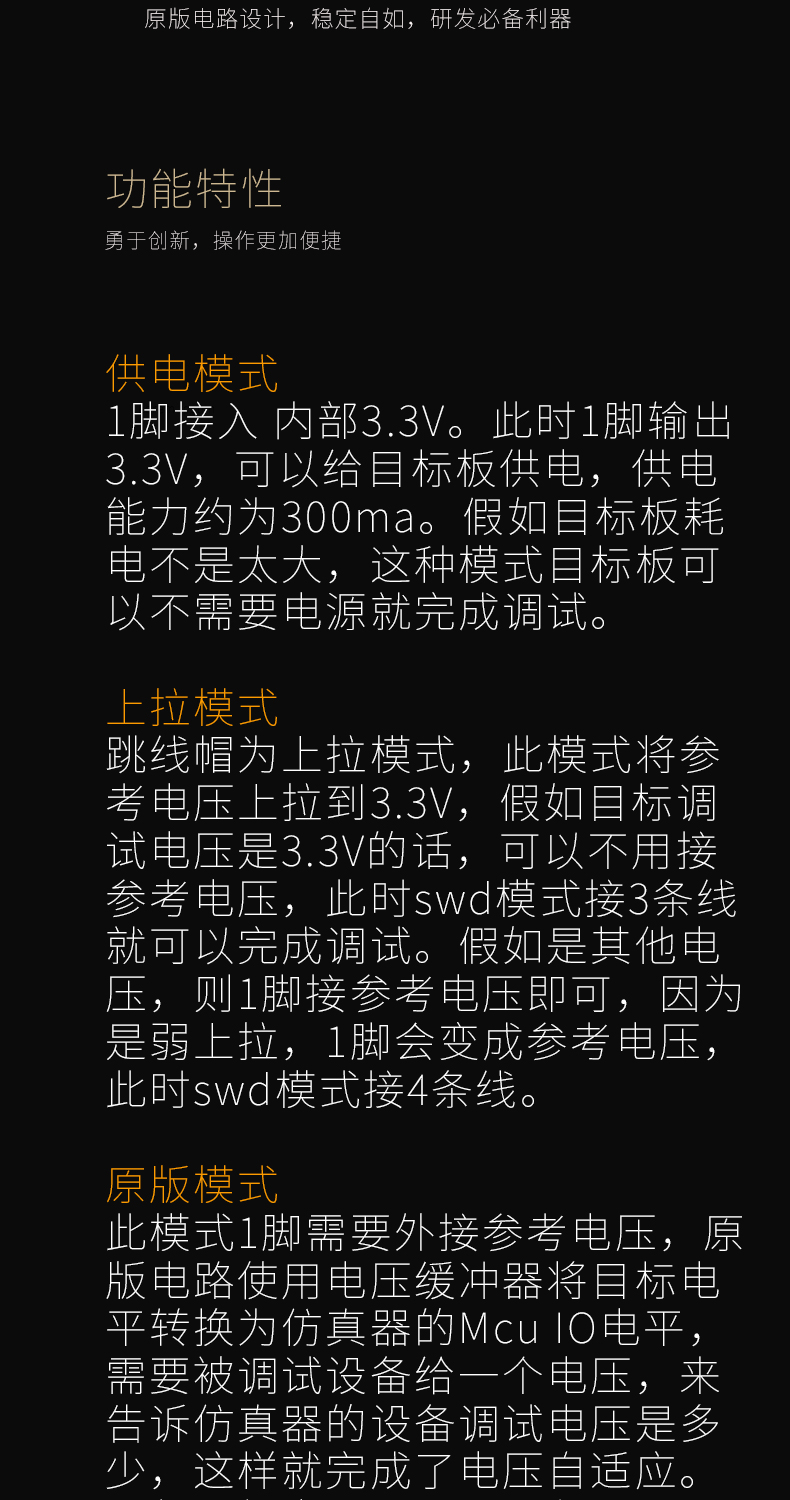 原版电路设计，稳定自如，研发必备利器
功能特性
勇于创新，操作更加便捷
供电模式
1脚接入 内部3.3V。此时1脚输出
3.3V，可以给目标板供电，供电
能力约为300ma。假如目标板耗
电不是太大，这种模式目标板可
以不需要电源就完成调试。
上拉模式
跳线帽为上拉模式，此模式将参
考电压上拉到3.3V，假如目标调
试电压是3.3V的话，可以不用接
参考电压，此时swd模式接3条线
就可以完成调试。假如是其他电
压，则1脚接参考电压即可，因为
是弱上拉，1脚会变成参考电压，
此时swd模式接4条线。
原版模式
此模式1脚需要外接参考电压，原
版电路使用电压缓冲器将目标电
平转换为仿真器的Mcu IO电平，
需要被调试设备给一个电压，来
告诉仿真器的设备调试电压是多
少，这样就完成了电压自适应。